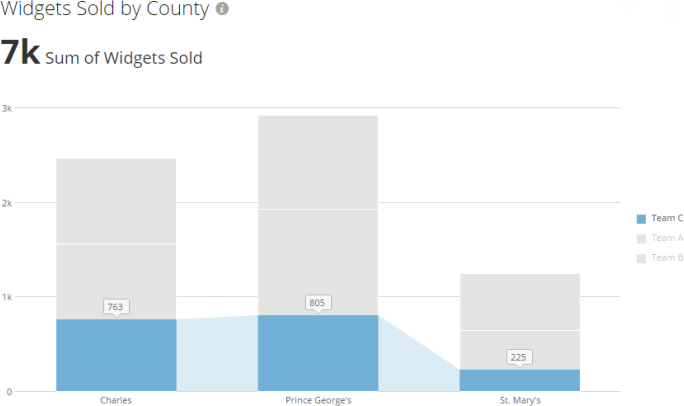 Widgets Sold by County
7k Sum of Widgets Sold
3k
2k
1k
0
763
805
225
Charles
Prince George's
St. Mary's
Team C
Team A
Team B